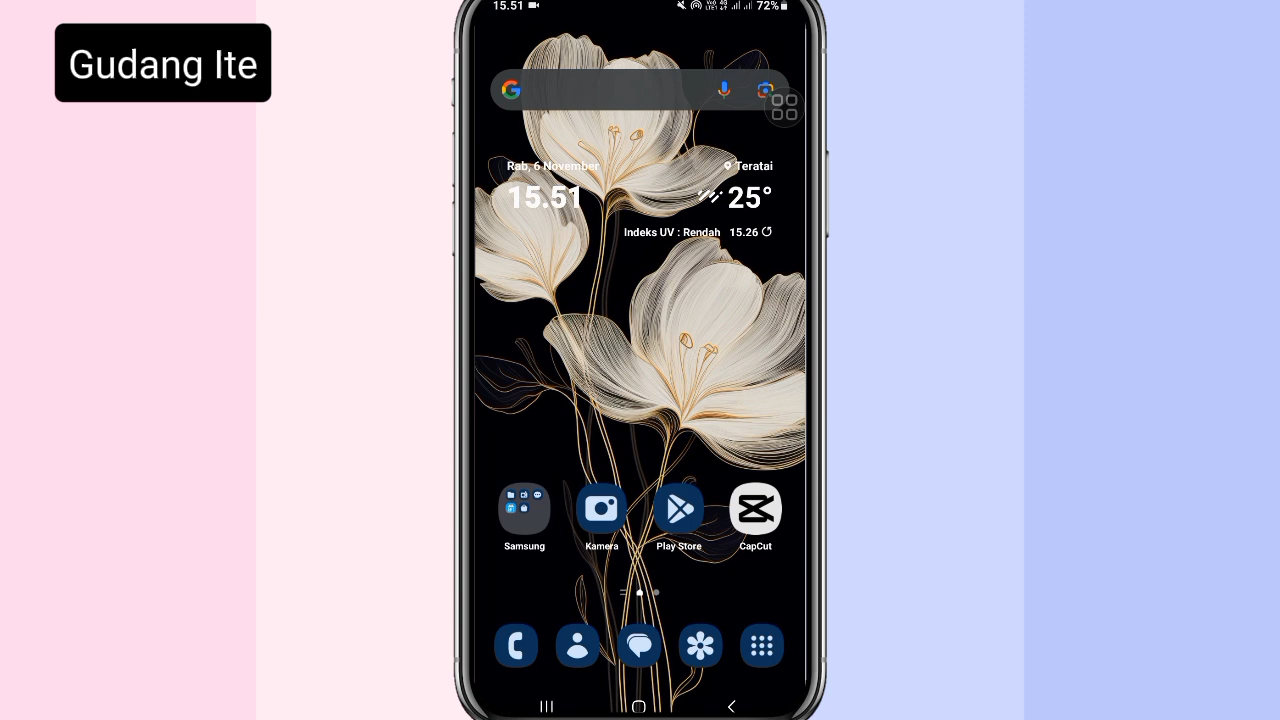 Gudang Ite
15.51 72%
Rab, 6 November Teratai
15.51 25°
Indeks UV : Rendah 15.26
Samsung Kamera Play Store CapCut